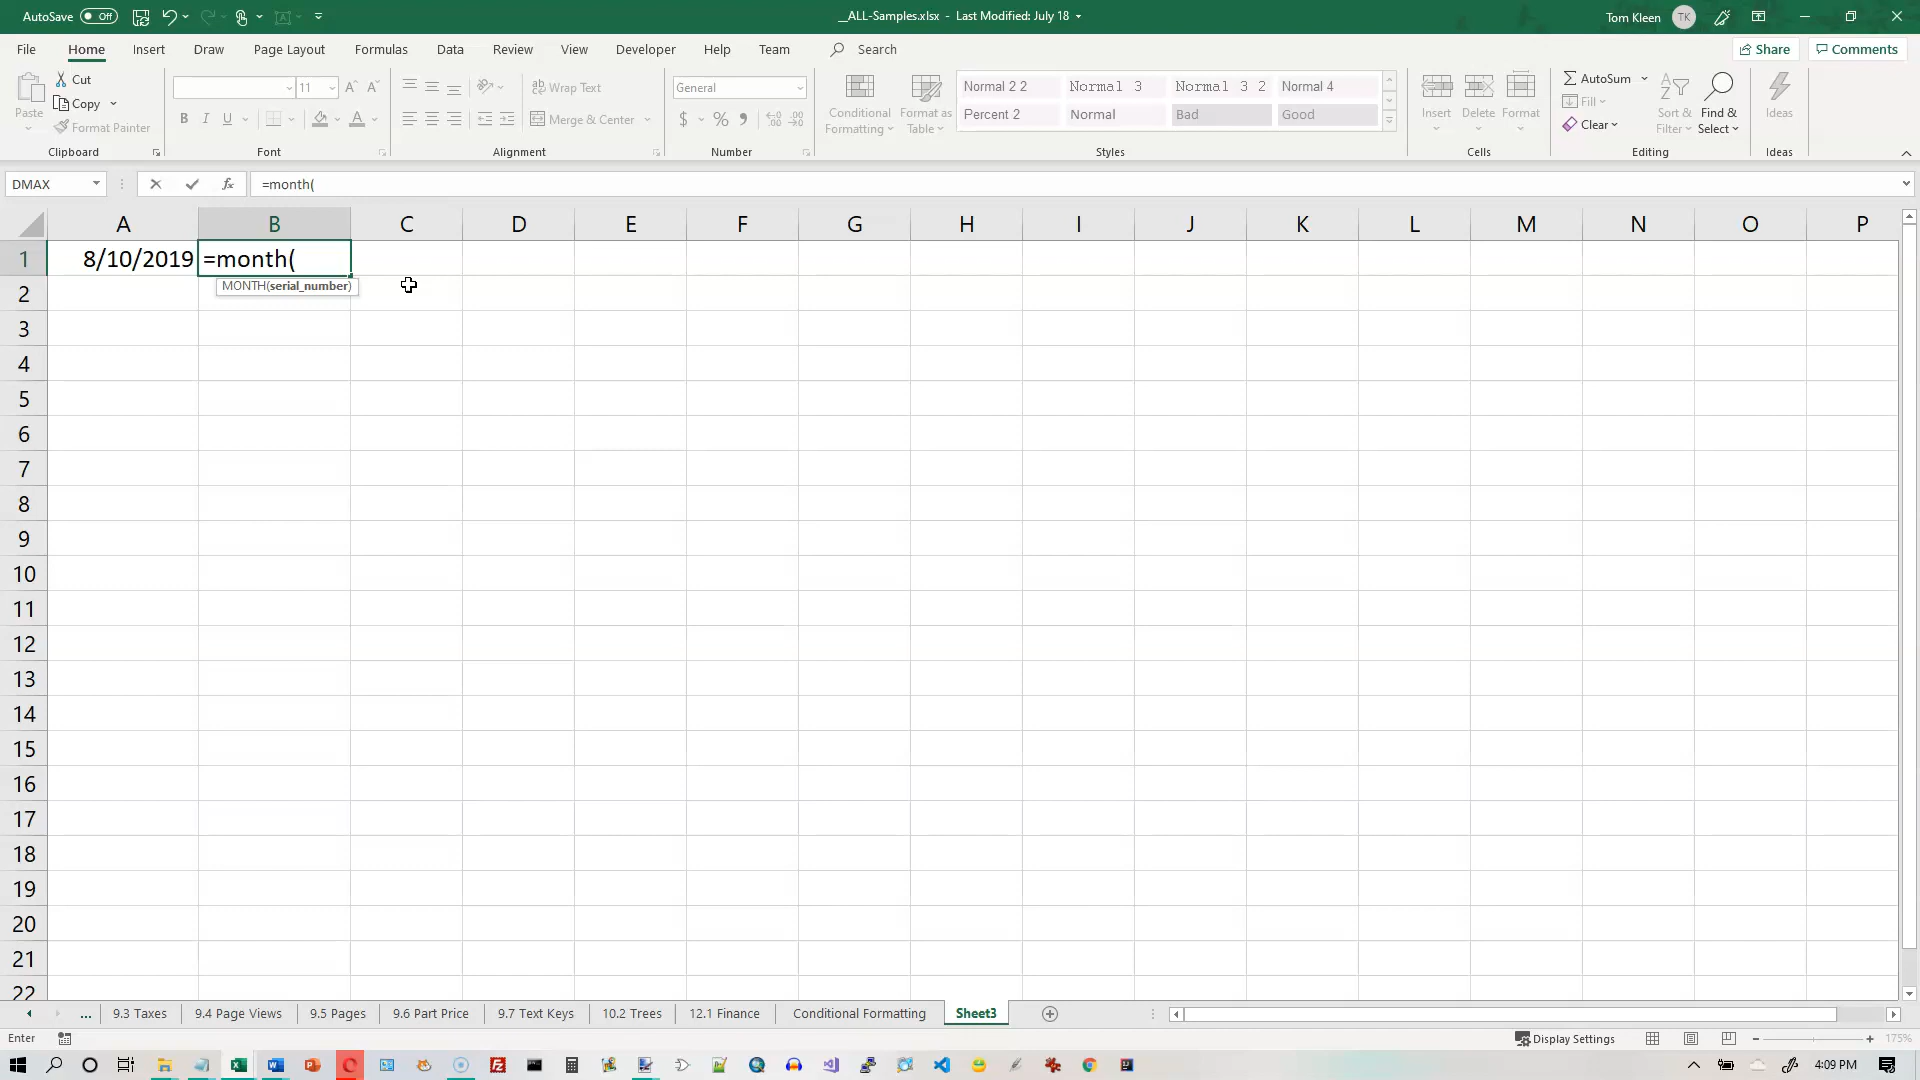 AutoSave Off
__ALL-Samples.xlsx - Last Modified: July 18
Tom Kleen TK
File Home Insert Draw Page Layout Formulas Data Review View Developer Help Team Search
Share Comments
Paste
Cut
Copy
Format Painter
Clipboard
11
B I U A
Font
Wrap Text
Merge & Center
Alignment
General
$ % 9
Number
Conditional Formatting
Format as Table
Normal 2 2 Normal 3 Normal 3 2 Normal 4
Percent 2 Normal Bad Good
Styles
Insert Delete Format
Cells
AutoSum
Fill
Clear
Sort & Filter
Find & Select
Editing
Ideas
Ideas
DMAX fx =month(
A B C D E F G H I J K L M N O P
1 8/10/2019 =month(
MONTH(serial_number)
2
3
4
5
6
7
8
9
10
11
12
13
14
15
16
17
18
19
20
21
22
... 9.3 Taxes 9.4 Page Views 9.5 Pages 9.6 Part Price 9.7 Text Keys 10.2 Trees 12.1 Finance Conditional Formatting Sheet3
Enter
Display Settings
175%
4:09 PM